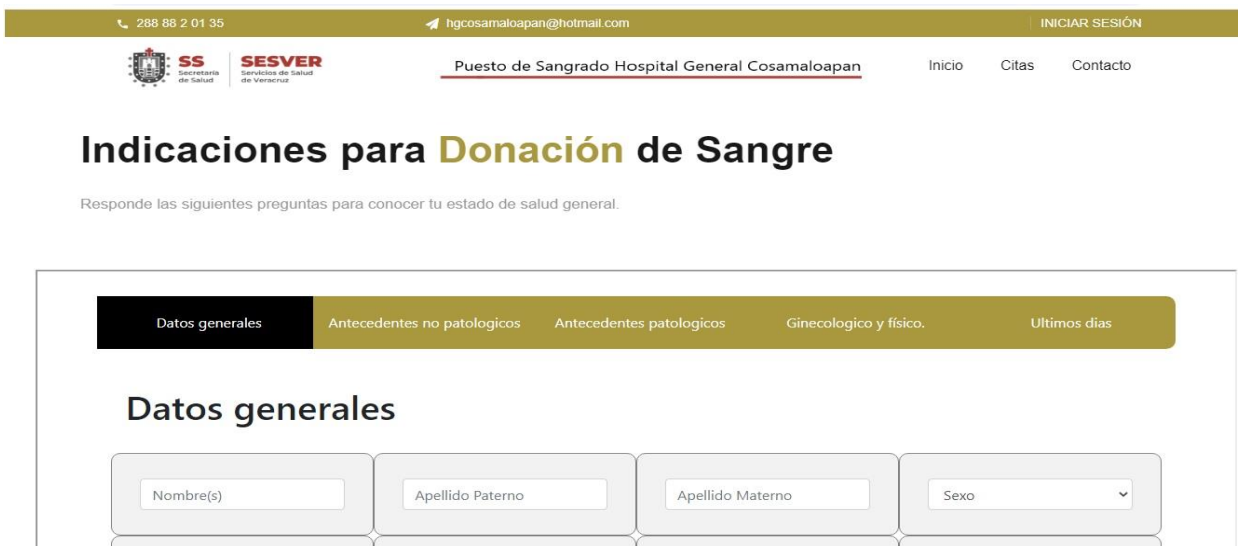 288 88 2 01 35
hgcosamaloapan@hotmail.com
INICIAR SESIÓN
SS
Secretaría
de Salud
SESVER
Servicios de Salud
de Veracruz
Puesto de Sangrado Hospital General Cosamaloapan
Inicio
Citas
Contacto
Indicaciones para Donación de Sangre
Responde las siguientes preguntas para conocer tu estado de salud general.
Datos generales
Antecedentes no patologicos
Antecedentes patologicos
Ginecologico y físico.
Ultimos dias
Datos generales
Nombre(s)
Apellido Paterno
Apellido Materno
Sexo